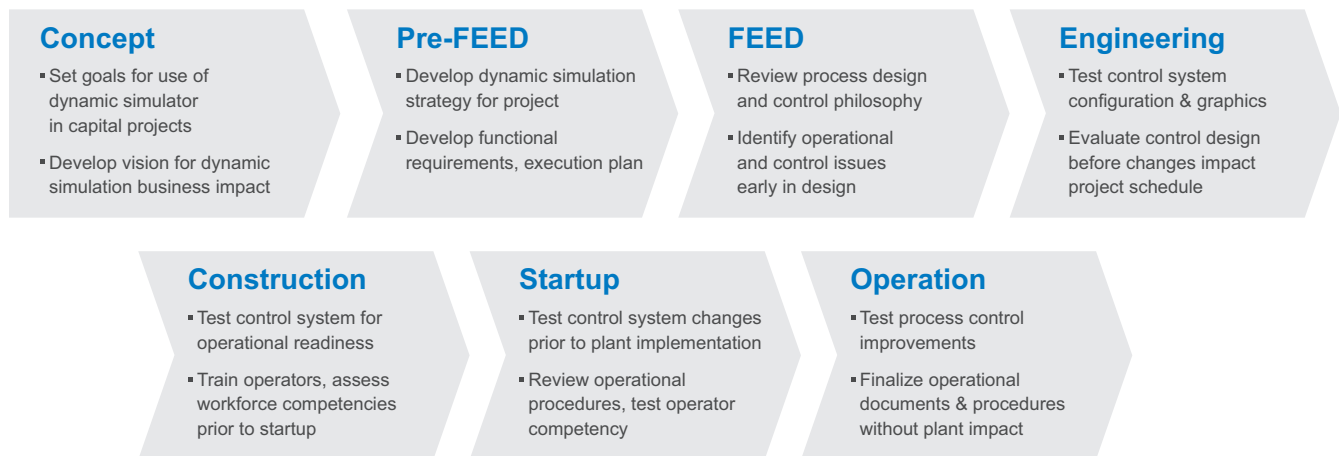 Concept
▪ Set goals for use of
dynamic simulator
in capital projects
▪ Develop vision for dynamic
simulation business impact
Pre-FEED
▪ Develop dynamic simulation
strategy for project
▪ Develop functional
requirements, execution plan
FEED
▪ Review process design
and control philosophy
▪ Identify operational
and control issues
early in design
Engineering
▪ Test control system
configuration & graphics
▪ Evaluate control design
before changes impact
project schedule
Construction
▪ Test control system for
operational readiness
▪ Train operators, assess
workforce competencies
prior to startup
Startup
▪ Test control system changes
prior to plant implementation
▪ Review operational
procedures, test operator
competency
Operation
▪ Test process control
improvements
▪ Finalize operational
documents & procedures
without plant impact